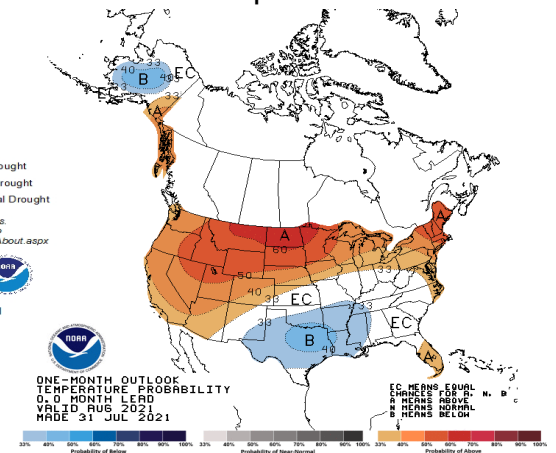 ought
rought
al Drought
s.
o
About.aspx
NOAA
33
40
B
40
EC
33
33
A
A
60
50
40
33
EC
33
A
33
33
EC
B
40
A
NOAA
ONE-MONTH OUTLOOK
TEMPERATURE PROBABILITY
0.0 MONTH LEAD
VALID AUG 2021
MADE 31 JUL 2021
EC MEANS EQUAL
CHANCES FOR A, N, B
A MEANS ABOVE
N MEANS NORMAL
B MEANS BELOW
33% 40% 50% 60% 70% 80% 90% 100%
Probability of Below
33% 40% 50% 60% 70% 80% 90% 100%
Probability of Near-Normal
33% 40% 50% 60% 70% 80% 90% 100%
Probability of Above